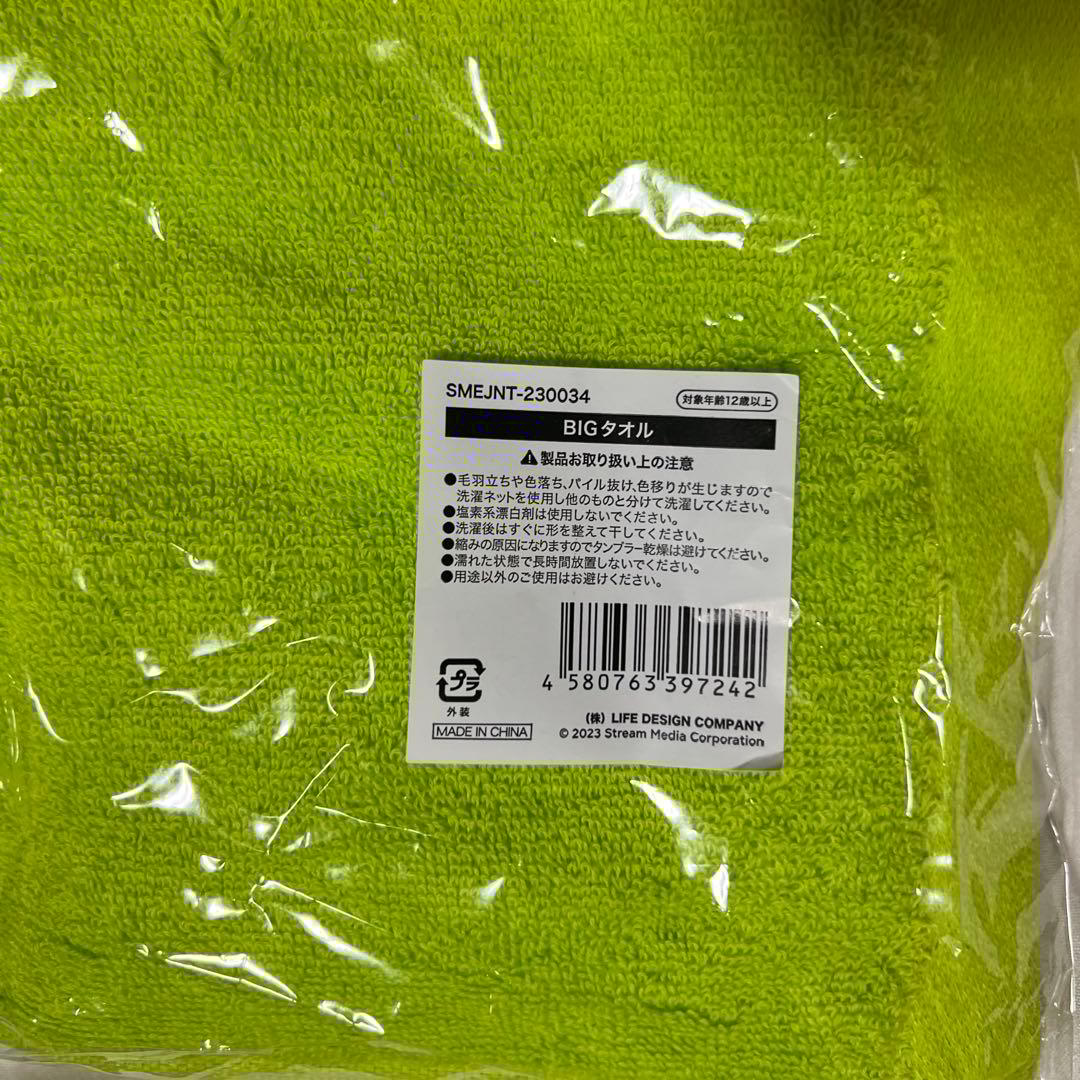 SMEJNT-230034
対象年齢12歳以上
BIGタオル
⚠製品お取り扱い上の注意
●毛羽立ちや色落ち、パイル抜け、色移りが生じますので
洗濯ネットを使用し他のものと分けて洗濯してください。
●塩素系漂白剤は使用しないでください。
●洗濯後はすぐに形を整えて干してください。
●縮みの原因になりますのでタンブラー乾燥は避けてください。
●濡れた状態で長時間放置しないでください。
●用途以外のご使用はお避けください。
4 580763 397242
プラ
外装
MADE IN CHINA
(株) LIFE DESIGN COMPANY
© 2023 Stream Media Corporation